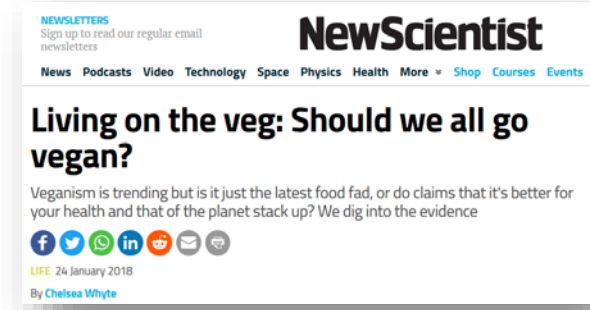 NEWSLETTERS
Sign up to read our regular email
newsletters
NewScientist
News Podcasts Video Technology Space Physics Health More Shop Courses Events
Living on the veg: Should we all go
vegan?
Veganism is trending but is it just the latest food fad, or do claims that it's better for
your health and that of the planet stack up? We dig into the evidence
LIFE 24 January 2018
By Chelsea Whyte